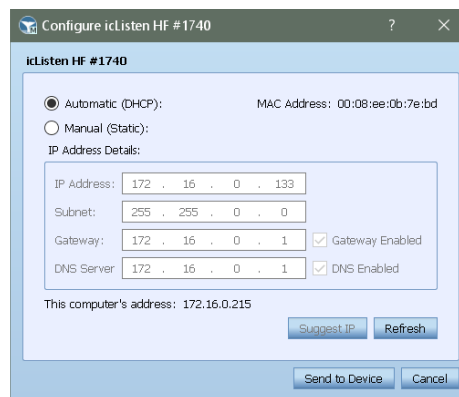 Configure icListen HF #1740 ? ×
icListen HF #1740
Automatic (DHCP): MAC Address: 00:08:ee:0b:7e:bd
Manual (Static):
IP Address Details:
IP Address: 172 . 16 . 0 . 133
Subnet: 255 . 255 . 0 . 0
Gateway: 172 . 16 . 0 . 1 Gateway Enabled
DNS Server 172 . 16 . 0 . 1 DNS Enabled
This computer's address: 172.16.0.215
Suggest IP Refresh
Send to Device Cancel